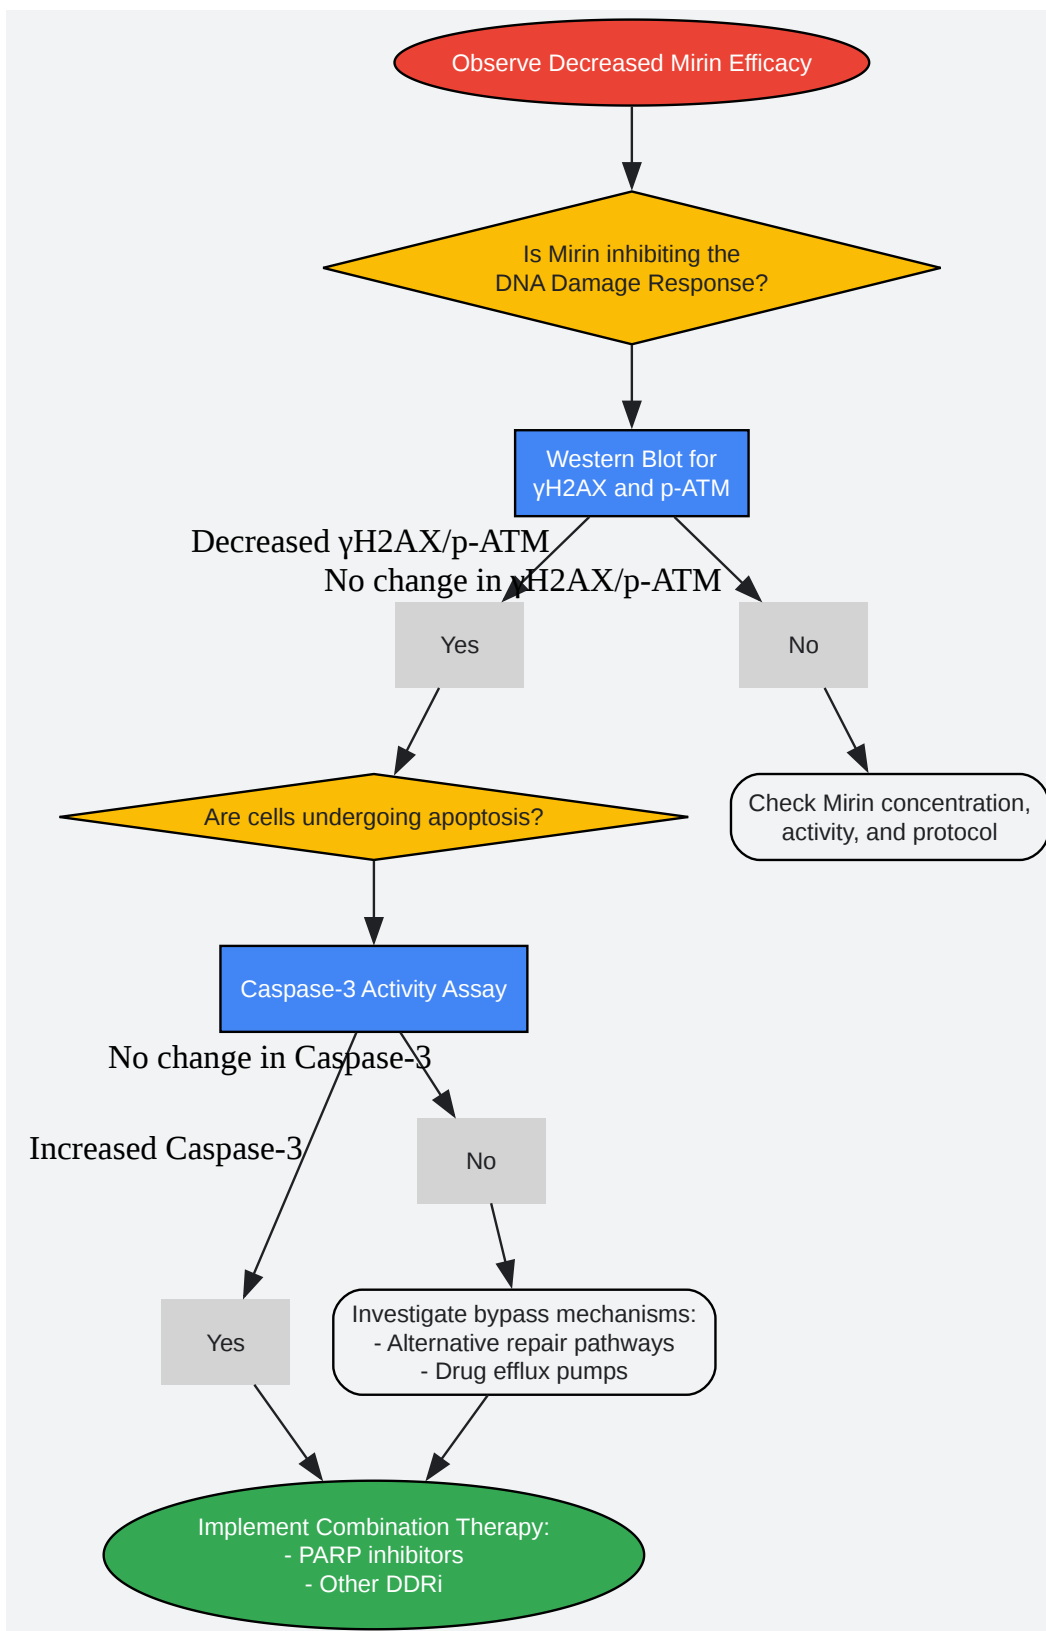 Observe Decreased Mirin Efficacy
Is Mirin inhibiting the
DNA Damage Response?
Western Blot for
γH2AX and p-ATM
Decreased γH2AX/p-ATM
No change in γH2AX/p-ATM
Yes
No
Are cells undergoing apoptosis?
Check Mirin concentration,
activity, and protocol
Caspase-3 Activity Assay
No change in Caspase-3
Increased Caspase-3
No
Yes
Investigate bypass mechanisms:
- Alternative repair pathways
- Drug efflux pumps
Implement Combination Therapy:
- PARP inhibitors
- Other DDRi